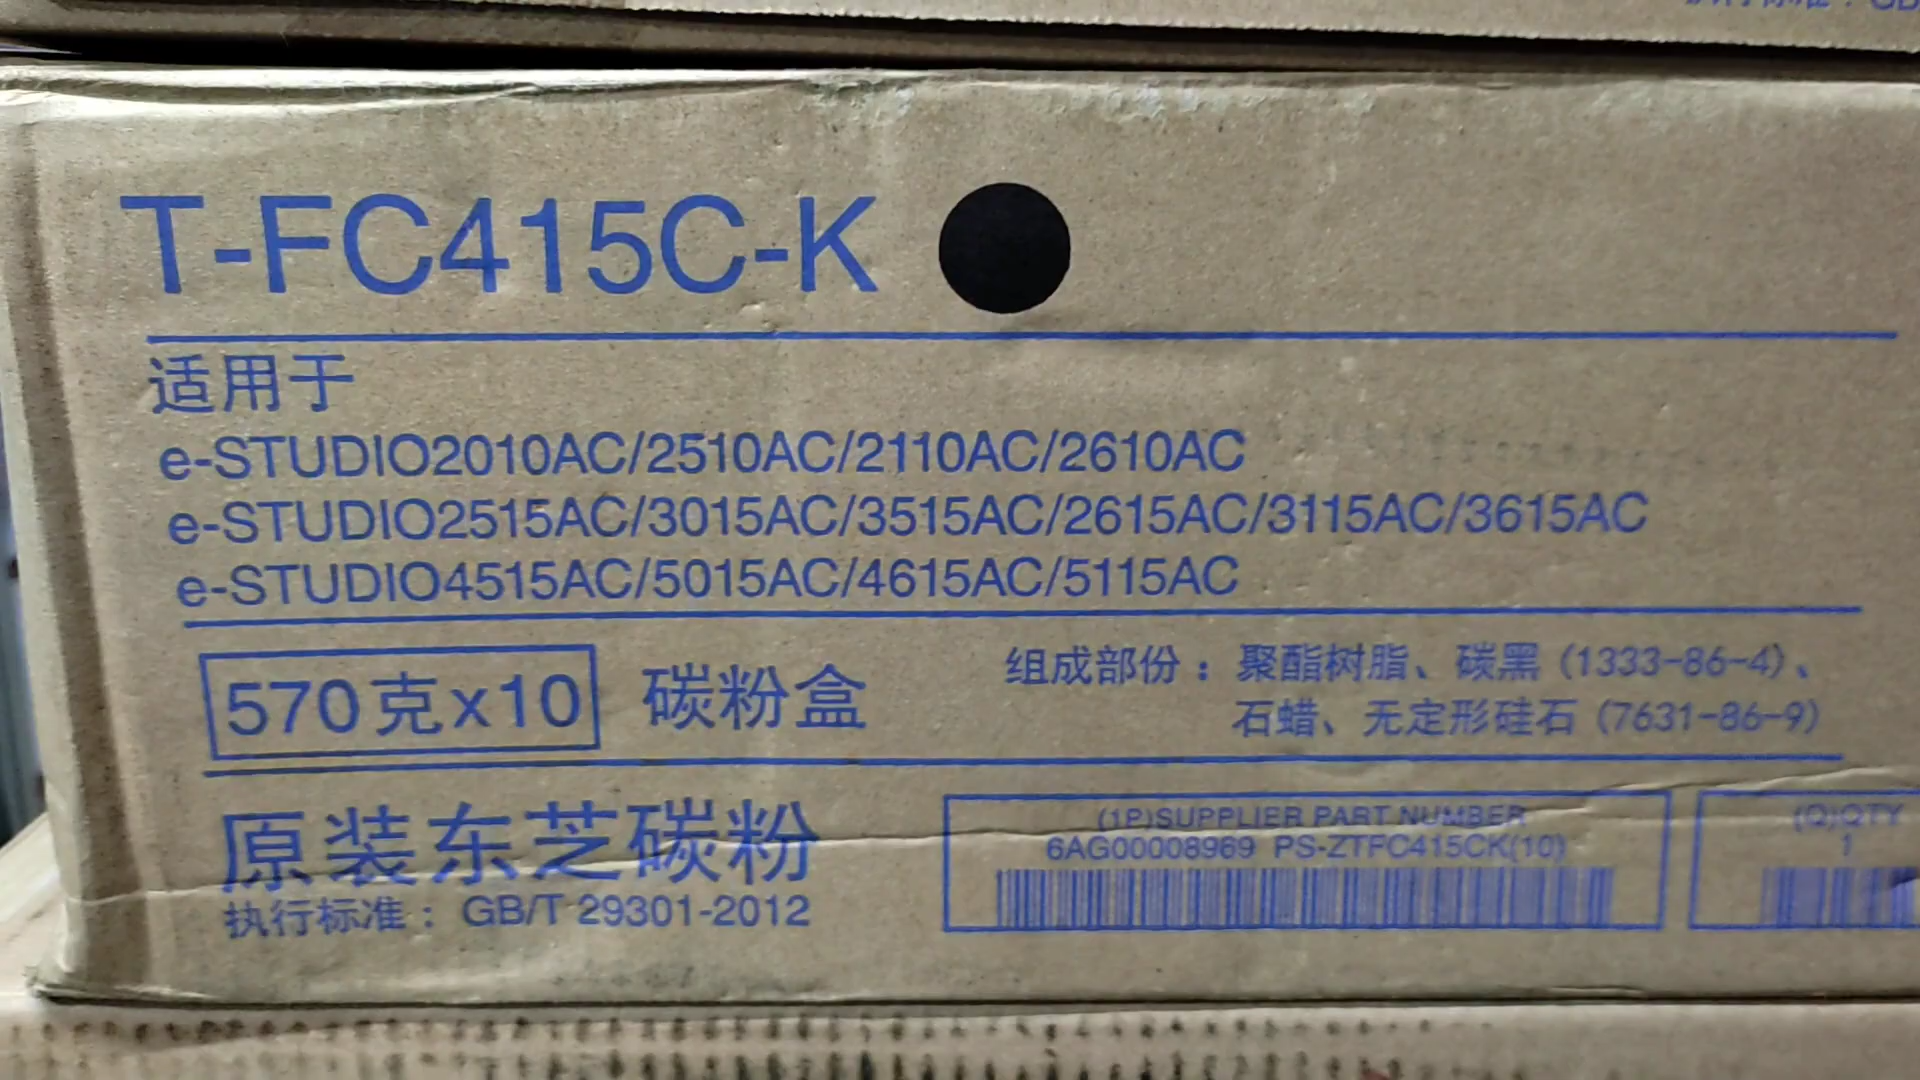 T-FC415C-K
适用于
e-STUDIO2010AC/2510AC/2110AC/2610AC
e-STUDIO2515AC/3015AC/3515AC/2615AC/3115AC/3615AC
e-STUDIO4515AC/5015AC/4615AC/5115AC
570克x10 碳粉盒
组成部份：聚酯树脂、碳黑 (1333-86-4)、
石蜡、无定形硅石 (7631-86-9)
原装东芝碳粉
执行标准：GB/T 29301-2012
(1P)SUPPLIER PART NUMBER
6AG00008969 PS-ZTFC415CK(10)
(Q)QTY
1